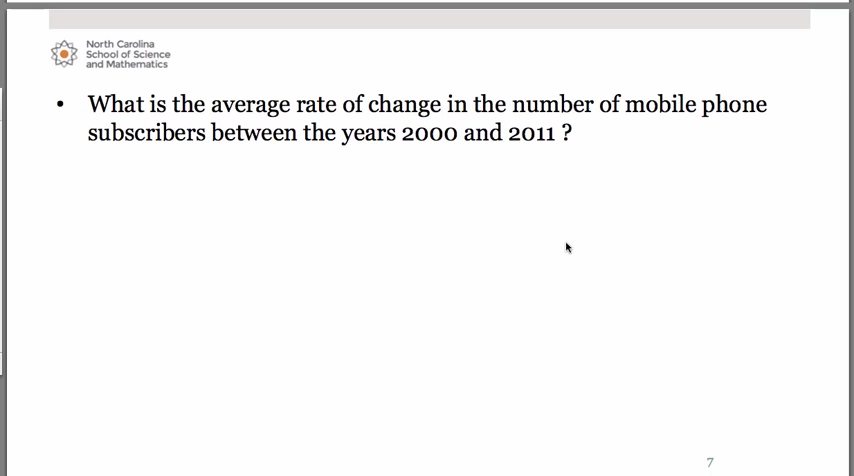 North Carolina
School of Science
and Mathematics
• What is the average rate of change in the number of mobile phone
subscribers between the years 2000 and 2011 ?
7